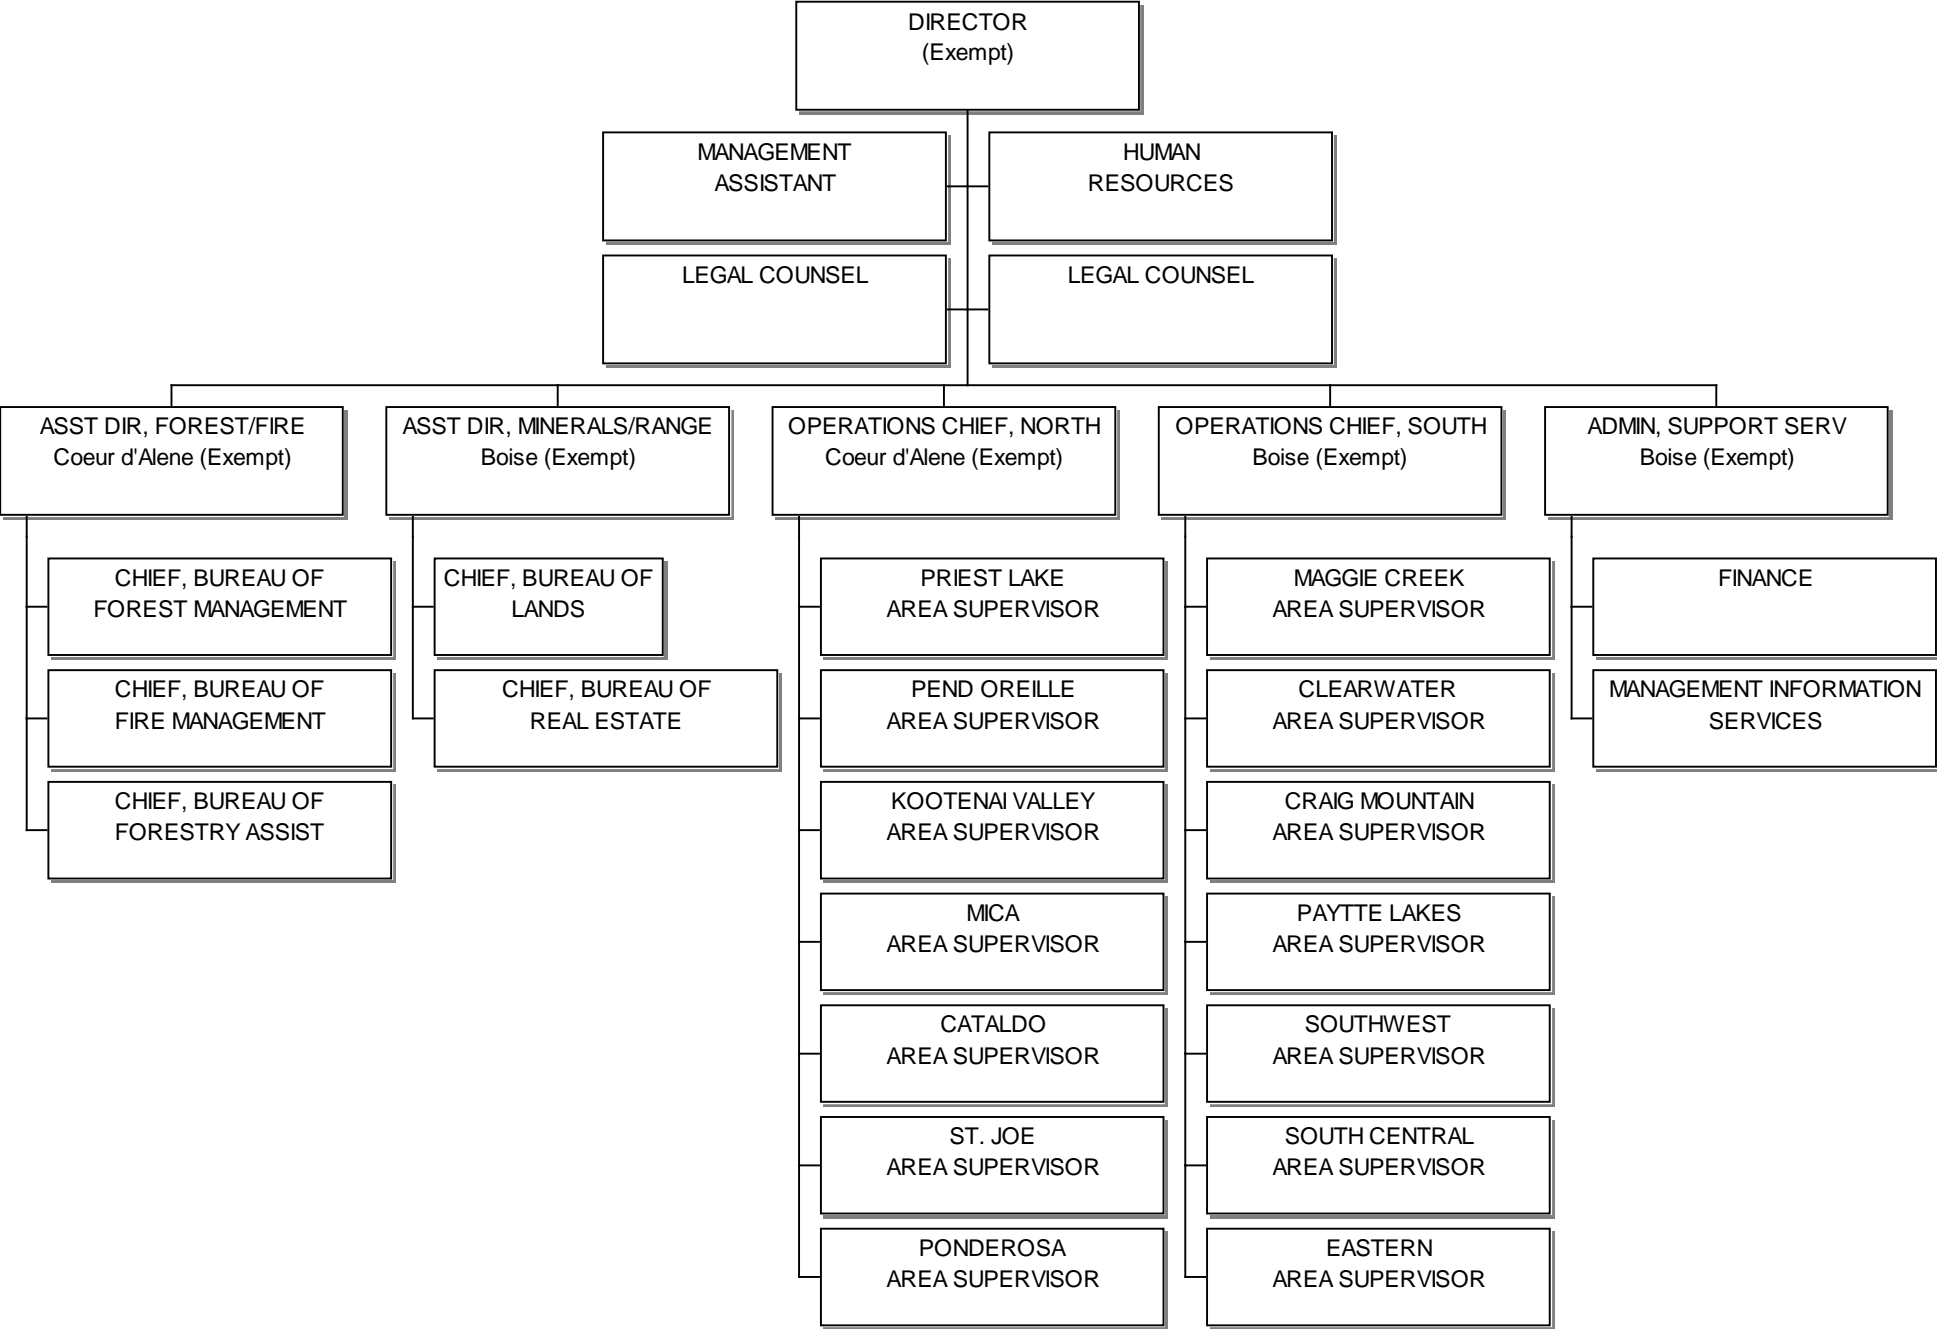 DIRECTOR
(Exempt)
MANAGEMENT
ASSISTANT
HUMAN
RESOURCES
LEGAL COUNSEL
LEGAL COUNSEL
ASST DIR, FOREST/FIRE
Coeur d'Alene (Exempt)
ASST DIR, MINERALS/RANGE
Boise (Exempt)
OPERATIONS CHIEF, NORTH
Coeur d'Alene (Exempt)
OPERATIONS CHIEF, SOUTH
Boise (Exempt)
ADMIN, SUPPORT SERV
Boise (Exempt)
CHIEF, BUREAU OF
FOREST MANAGEMENT
CHIEF, BUREAU OF
FIRE MANAGEMENT
CHIEF, BUREAU OF
FORESTRY ASSIST
CHIEF, BUREAU OF
LANDS
CHIEF, BUREAU OF
REAL ESTATE
PRIEST LAKE
AREA SUPERVISOR
PEND OREILLE
AREA SUPERVISOR
KOOTENAI VALLEY
AREA SUPERVISOR
MICA
AREA SUPERVISOR
CATALDO
AREA SUPERVISOR
ST. JOE
AREA SUPERVISOR
PONDEROSA
AREA SUPERVISOR
MAGGIE CREEK
AREA SUPERVISOR
CLEARWATER
AREA SUPERVISOR
CRAIG MOUNTAIN
AREA SUPERVISOR
PAYTTE LAKES
AREA SUPERVISOR
SOUTHWEST
AREA SUPERVISOR
SOUTH CENTRAL
AREA SUPERVISOR
EASTERN
AREA SUPERVISOR
FINANCE
MANAGEMENT INFORMATION
SERVICES